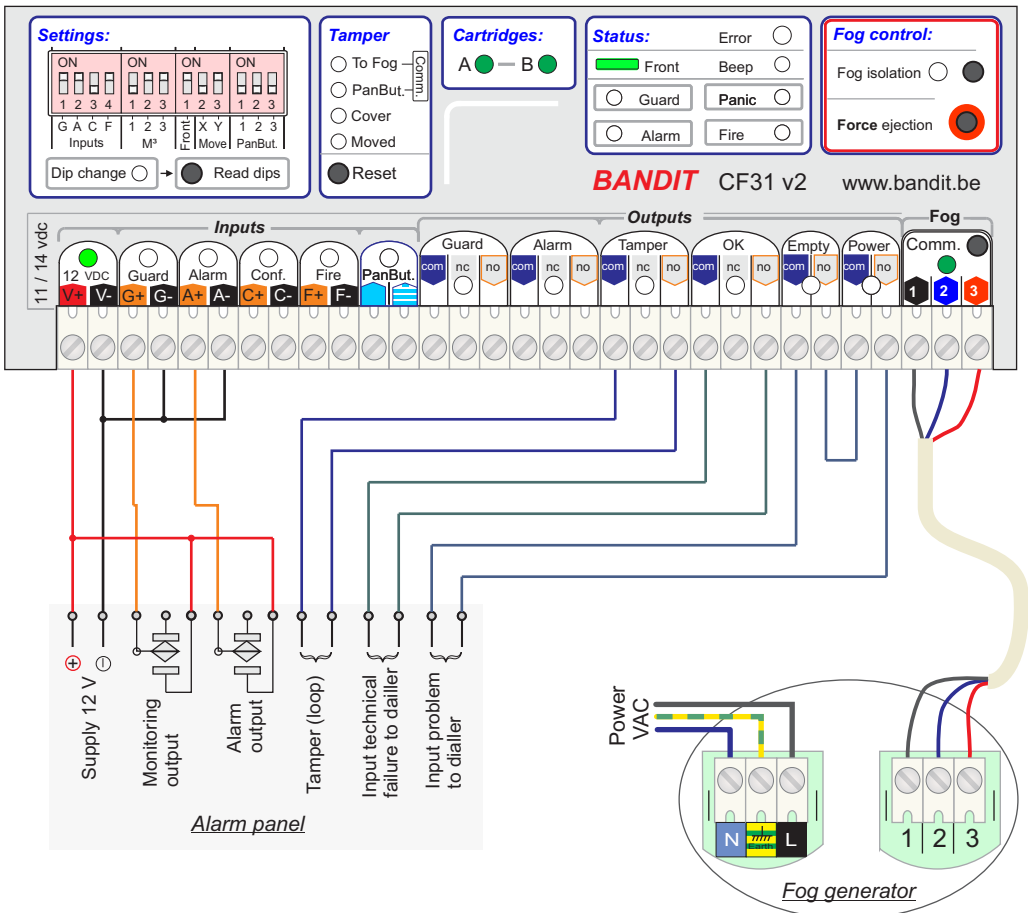 Settings:
ON ON ON ON
1 2 3 4 1 2 3 1 2 3 1 2 3
G A C F 1 2 3 Front X Y 1 2 3
Inputs M³ Move PanBut.
Dip change Read dips
Tamper
To Fog
PanBut.
Comm.
Cover
Moved
Reset
Cartridges:
A B
Status:
Error
Front
Beep
Guard
Panic
Alarm
Fire
Fog control:
Fog isolation
Force ejection
BANDIT CF31 v2 www.bandit.be
11 / 14 vdc
Inputs
Outputs
Fog
12 VDC Guard Alarm Conf. Fire PanBut.
V+ V- G+ G- A+ A- C+ C- F+ F-
Guard Alarm Tamper OK Empty Power
com nc no com nc no com nc no com nc no com no com no
Comm.
1 2 3
Supply 12 V
Monitoring
output
Alarm
output
Tamper (loop)
Input technical
failure to dailler
Input problem
to dialler
Alarm panel
Power
VAC
N Earth L
1 2 3
Fog generator